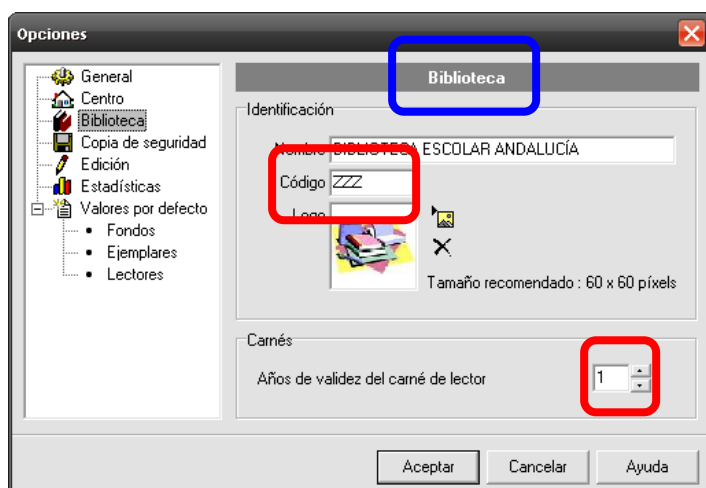 Opciones
General
Centro
Biblioteca
Copia de seguridad
Edición
Estadísticas
Valores por defecto
Fondos
Ejemplares
Lectores
Biblioteca
Identificación
Nombre BIBLIOTECA ESCOLAR ANDALUCÍA
Código ZZZ
Logo
Tamaño recomendado : 60 x 60 píxels
Carnés
Años de validez del carné de lector 1
Aceptar Cancelar Ayuda